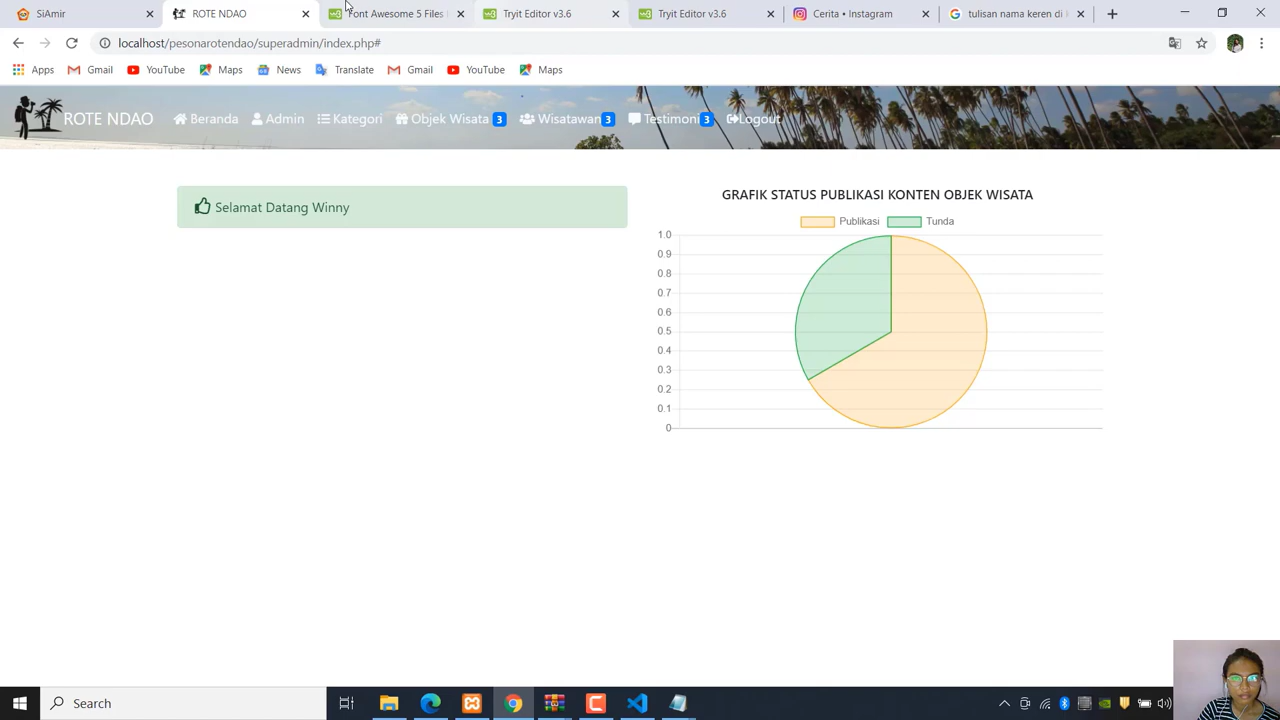 SiAmir
ROTE NDAO
Font Awesome 5 Files I
Tryit Editor v3.6
Tryit Editor v3.6
Cerita • Instagram
tulisan nama keren di i
localhost/pesonarotendao/superadmin/index.php#
Apps Gmail YouTube Maps News Translate Gmail YouTube Maps
ROTE NDAO Beranda Admin Kategori Objek Wisata 3 Wisatawan 3 Testimoni 3 Logout
Selamat Datang Winny
GRAFIK STATUS PUBLIKASI KONTEN OBJEK WISATA
Publikasi Tunda
1.0
0.9
0.8
0.7
0.6
0.5
0.4
0.3
0.2
0.1
0
Search